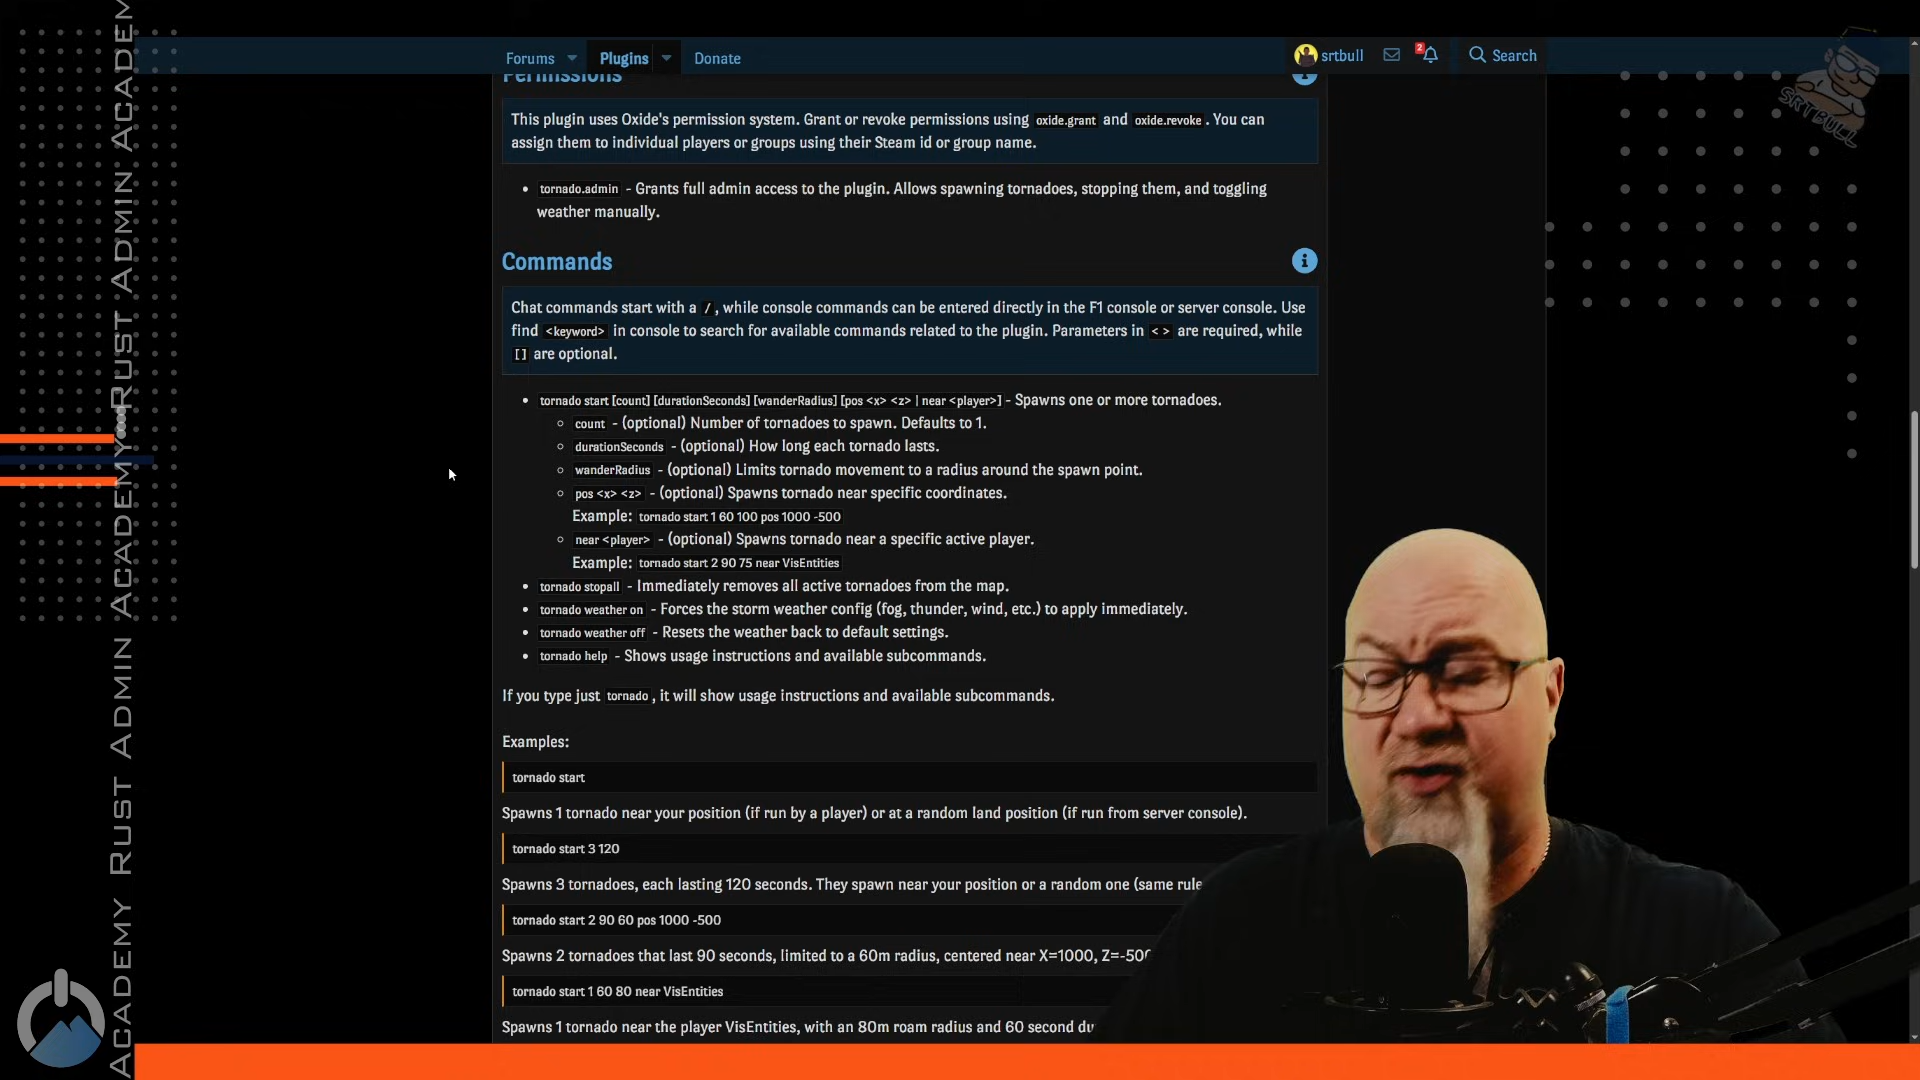 Forums
Plugins
Donate
srtbull
2
Search
SRTBULL
RUST ADMIN ACADEMY
RUST ADMIN ACADEMY
Permissions
This plugin uses Oxide's permission system. Grant or revoke permissions using oxide.grant and oxide.revoke. You can
assign them to individual players or groups using their Steam id or group name.
tornado.admin - Grants full admin access to the plugin. Allows spawning tornadoes, stopping them, and toggling
weather manually.
Commands
Chat commands start with a /, while console commands can be entered directly in the F1 console or server console. Use
find <keyword> in console to search for available commands related to the plugin. Parameters in <> are required, while
[] are optional.
tornado start [count] [durationSeconds] [wanderRadius] [pos <x> <z> | near <player>] - Spawns one or more tornadoes.
count - (optional) Number of tornadoes to spawn. Defaults to 1.
durationSeconds - (optional) How long each tornado lasts.
wanderRadius - (optional) Limits tornado movement to a radius around the spawn point.
pos <x> <z> - (optional) Spawns tornado near specific coordinates.
Example: tornado start 1 60 100 pos 1000 -500
near <player> - (optional) Spawns tornado near a specific active player.
Example: tornado start 2 90 75 near VisEntities
tornado stopall - Immediately removes all active tornadoes from the map.
tornado weather on - Forces the storm weather config (fog, thunder, wind, etc.) to apply immediately.
tornado weather off - Resets the weather back to default settings.
tornado help - Shows usage instructions and available subcommands.
If you type just tornado, it will show usage instructions and available subcommands.
Examples:
tornado start
Spawns 1 tornado near your position (if run by a player) or at a random land position (if run from server console).
tornado start 3 120
Spawns 3 tornadoes, each lasting 120 seconds. They spawn near your position or a random one (same rule
tornado start 2 90 60 pos 1000 -500
Spawns 2 tornadoes that last 90 seconds, limited to a 60m radius, centered near X=1000, Z=-500
tornado start 1 60 80 near VisEntities
Spawns 1 tornado near the player VisEntities, with an 80m roam radius and 60 second du
ACADEMY